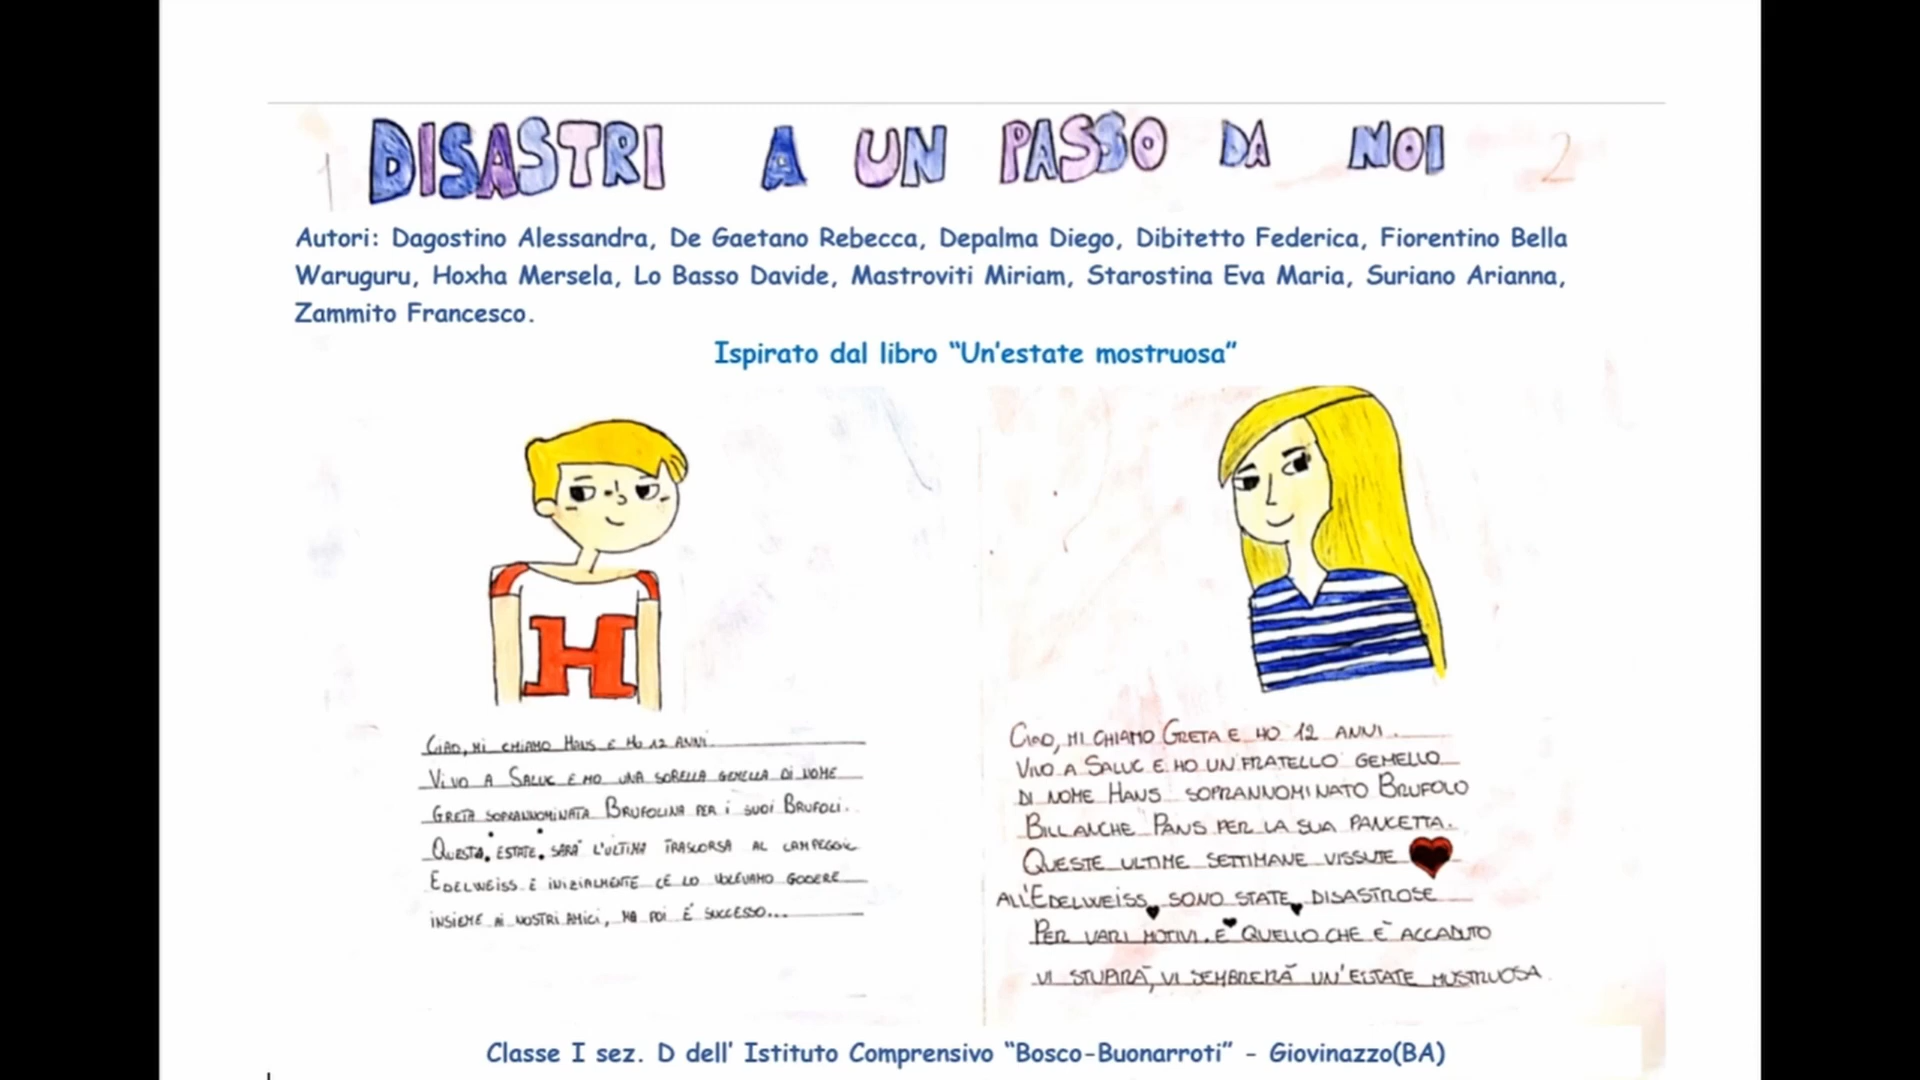 DISASTRI A UN PASSO DA NOI
1
2
Autori: Dagostino Alessandra, De Gaetano Rebecca, Depalma Diego, Dibitetto Federica, Fiorentino Bella
Waruguru, Hoxha Mersela, Lo Basso Davide, Mastroviti Miriam, Starostina Eva Maria, Suriano Arianna,
Zammito Francesco.
Ispirato dal libro “Un’estate mostruosa”
H
CIAO, MI CHIAMO HANS E HO 12 ANNI.
VIVO A SALUC E HO UNA SORELLA GEMELLA DI NOME
GRETA SOPRANNOMINATA BRUFOLINA PER I SUOI BRUFOLI.
QUESTA ESTATE SARÀ L'ULTIMA TRASCORSA AL CAMPEGGIO
EDELWEISS E INIZIALMENTE CE LO VOLEVAMO GODERE
INSIEME AI NOSTRI AMICI, MA POI È SUCCESSO...
CIAO, MI CHIAMO GRETA E HO 12 ANNI.
VIVO A SALUC E HO UN FRATELLO GEMELLO
DI NOME HANS SOPRANNOMINATO BRUFOLO
BILL ANCHE PANS PER LA SUA PANCETTA.
QUESTE ULTIME SETTIMANE VISSUTE
ALL'EDELWEISS SONO STATE DISASTROSE
PER VARI MOTIVI. E QUELLO CHE È ACCADUTO
VI STUPIRÀ, VI SEMBRERÀ UN'ESTATE MOSTRUOSA.
Classe I sez. D dell’ Istituto Comprensivo “Bosco-Buonarroti” - Giovinazzo(BA)